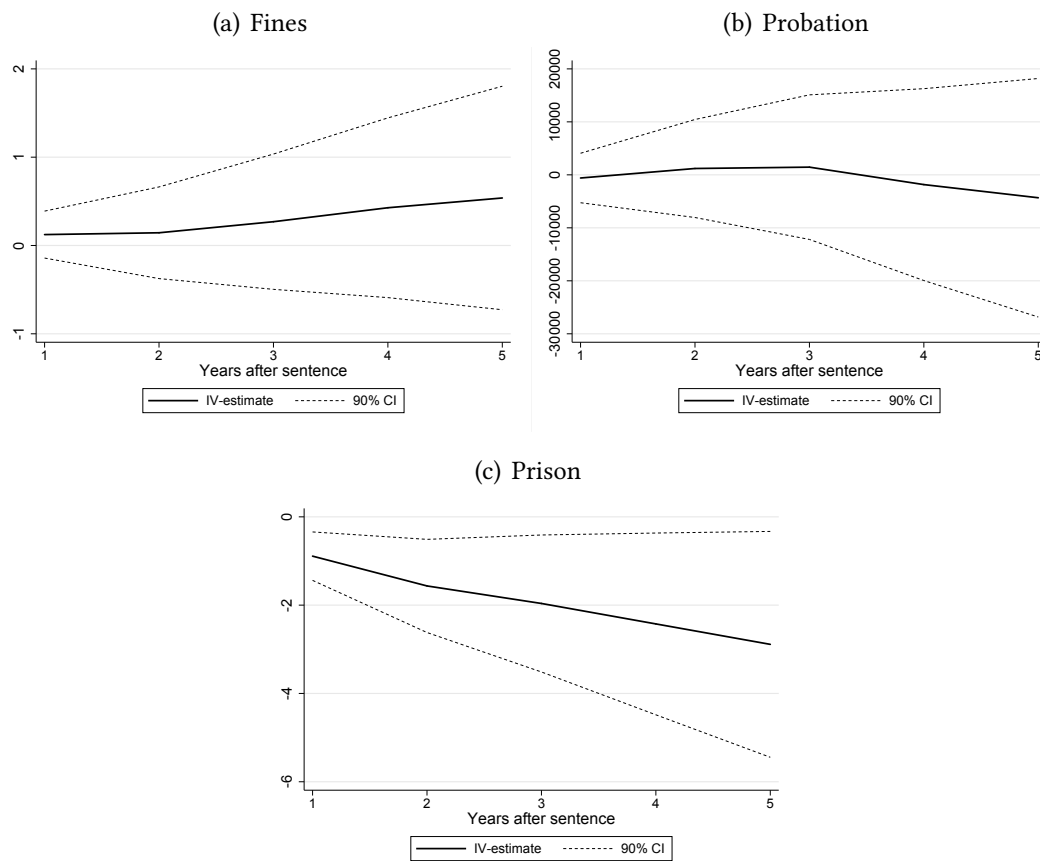 (a) Fines
2
1
0
-1
1 2 3 4 5
Years after sentence
IV-estimate 90% CI
(b) Probation
20000
10000
0
-10000
-20000
-30000
1 2 3 4 5
Years after sentence
IV-estimate 90% CI
(c) Prison
0
-2
-4
-6
1 2 3 4 5
Years after sentence
IV-estimate 90% CI